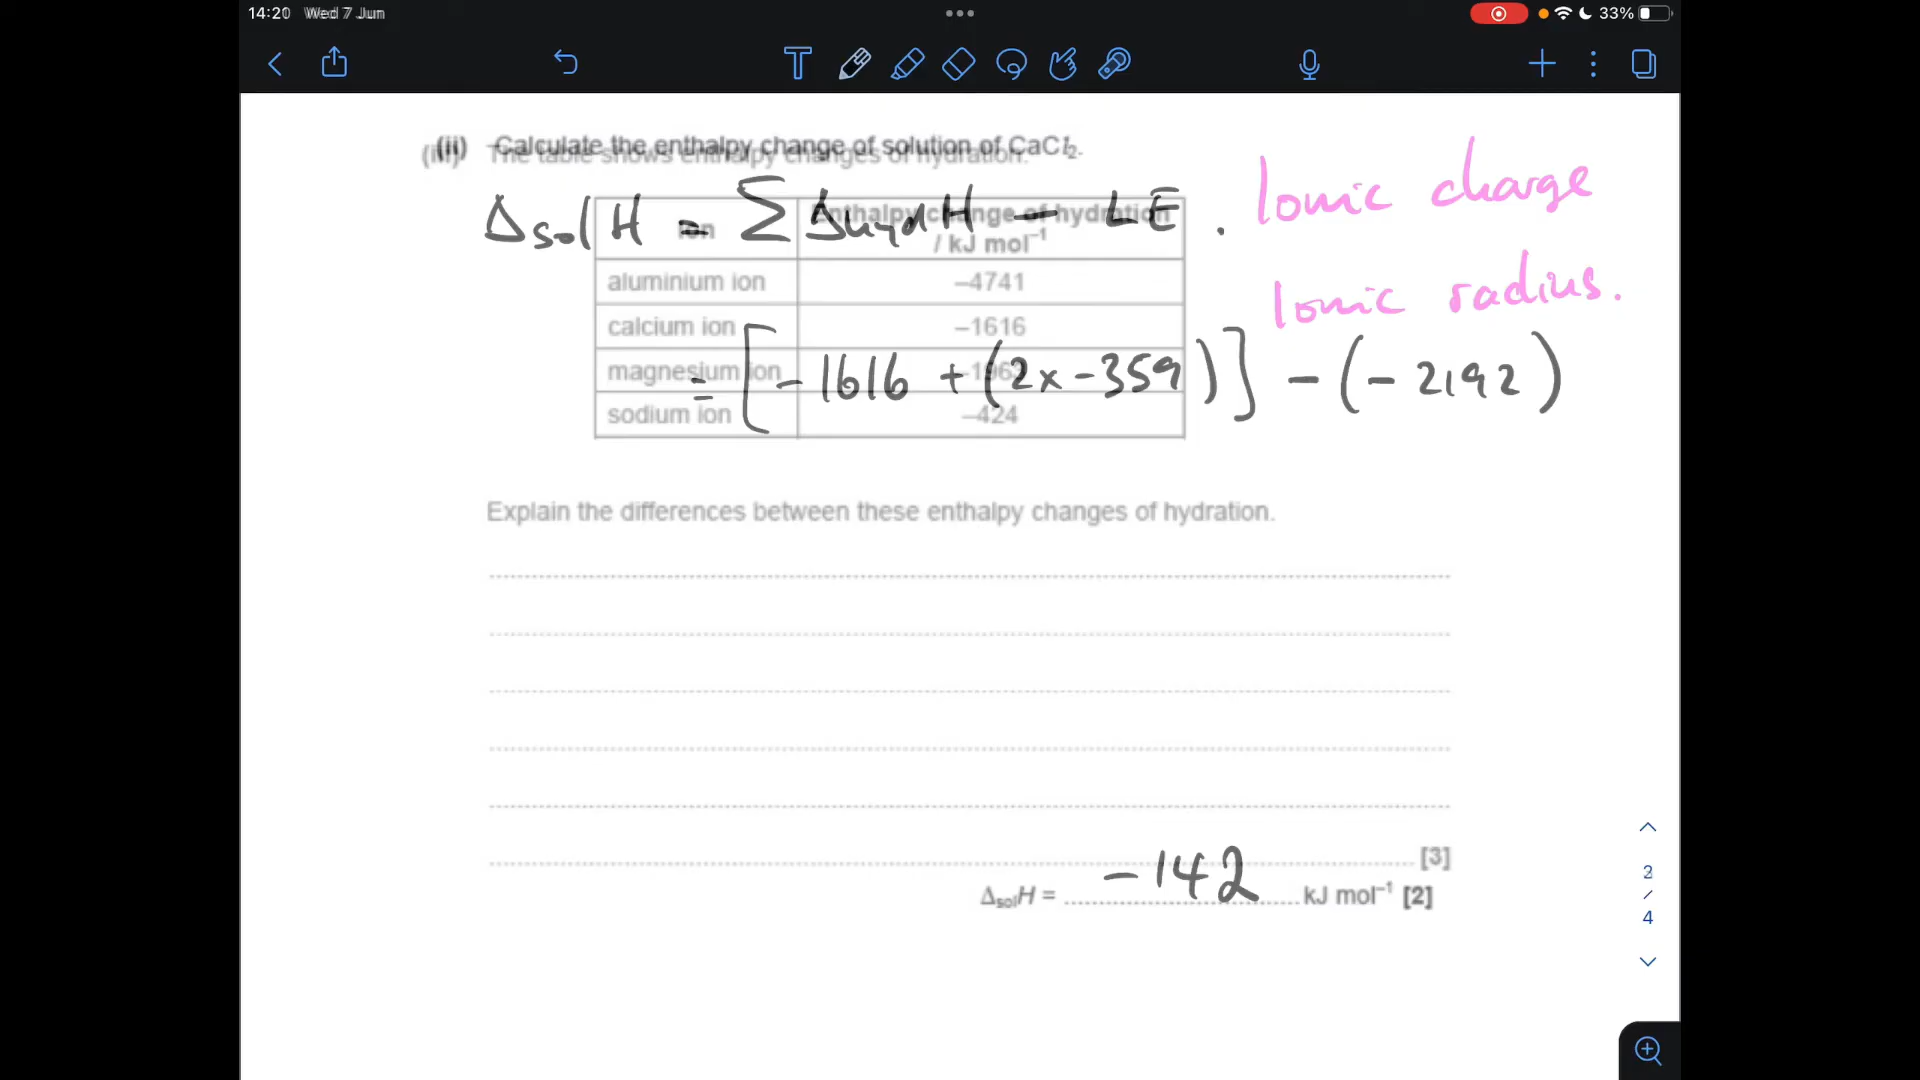 14:20 Wed 7 Jun
33%
(ii) Calculate the enthalpy change of solution of CaCl₂.
(iii) The table shows enthalpy changes of hydration.
Ionic charge
ΔsolH = ΣΔhydH – LE.
ion Enthalpy change of hydration / kJ mol⁻¹
aluminium ion –4741
Ionic radius.
calcium ion –1616
magnesium ion
= [-1616 + (2x-359)] - (-2192)
sodium ion –424
Explain the differences between these enthalpy changes of hydration.
[3]
ΔsolH = -142 kJ mol⁻¹ [2]
4